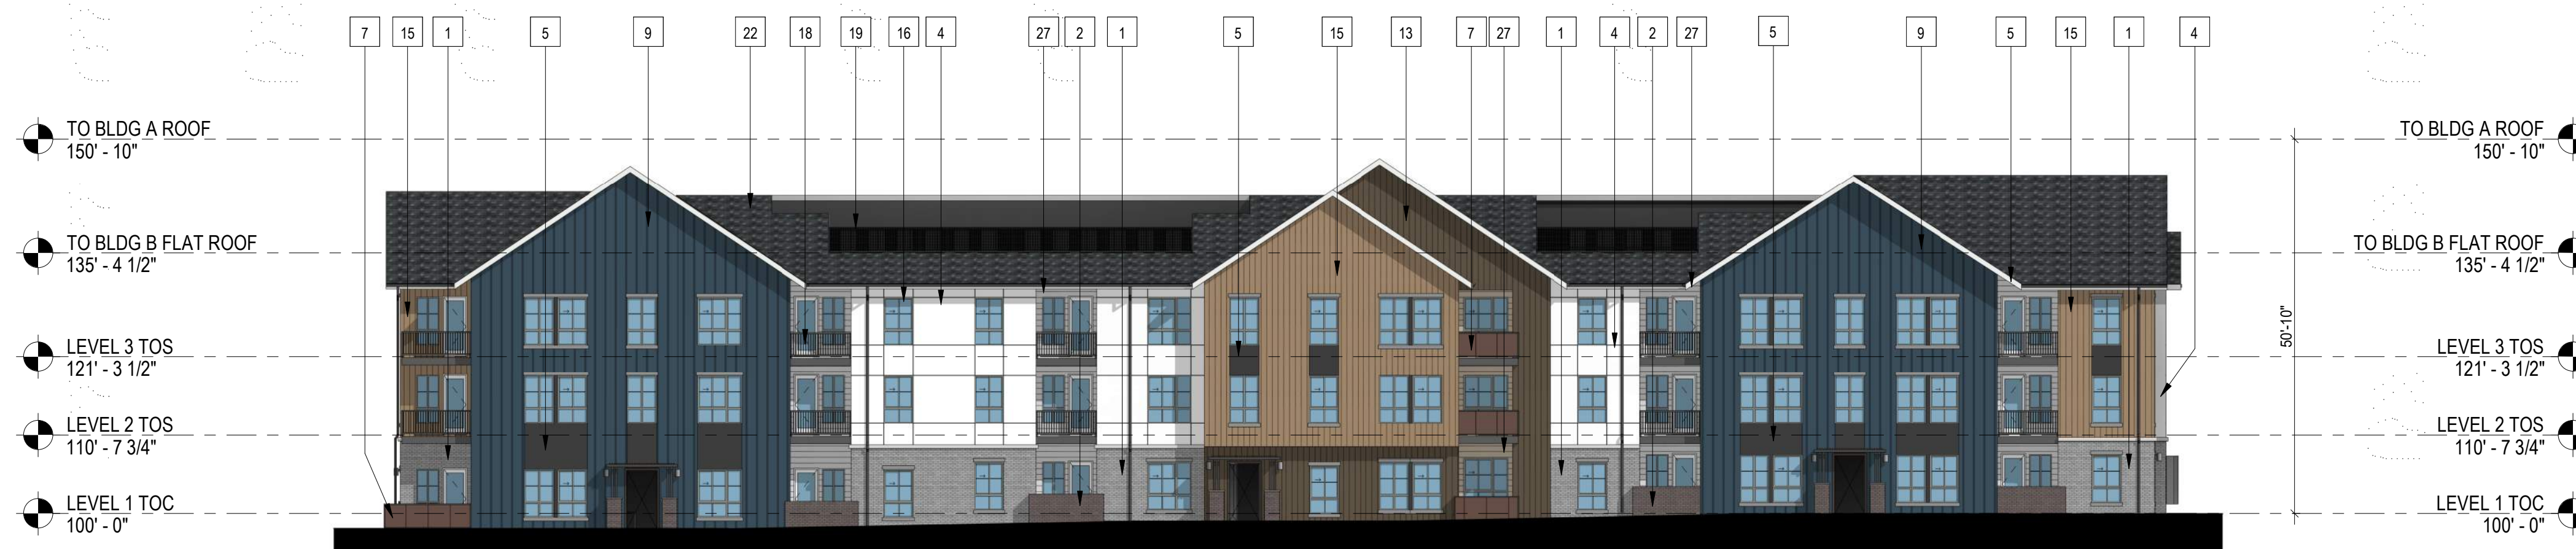 7 15 1 5 9 22 18 19 16 4 27 2 1 5 15 13 7 27 1 4 2 27 5 9 5 15 1 4
TO BLDG A ROOF
150' - 10"
TO BLDG B FLAT ROOF
135' - 4 1/2"
LEVEL 3 TOS
121' - 3 1/2"
LEVEL 2 TOS
110' - 7 3/4"
LEVEL 1 TOC
100' - 0"
50'-10"
TO BLDG A ROOF
150' - 10"
TO BLDG B FLAT ROOF
135' - 4 1/2"
LEVEL 3 TOS
121' - 3 1/2"
LEVEL 2 TOS
110' - 7 3/4"
LEVEL 1 TOC
100' - 0"